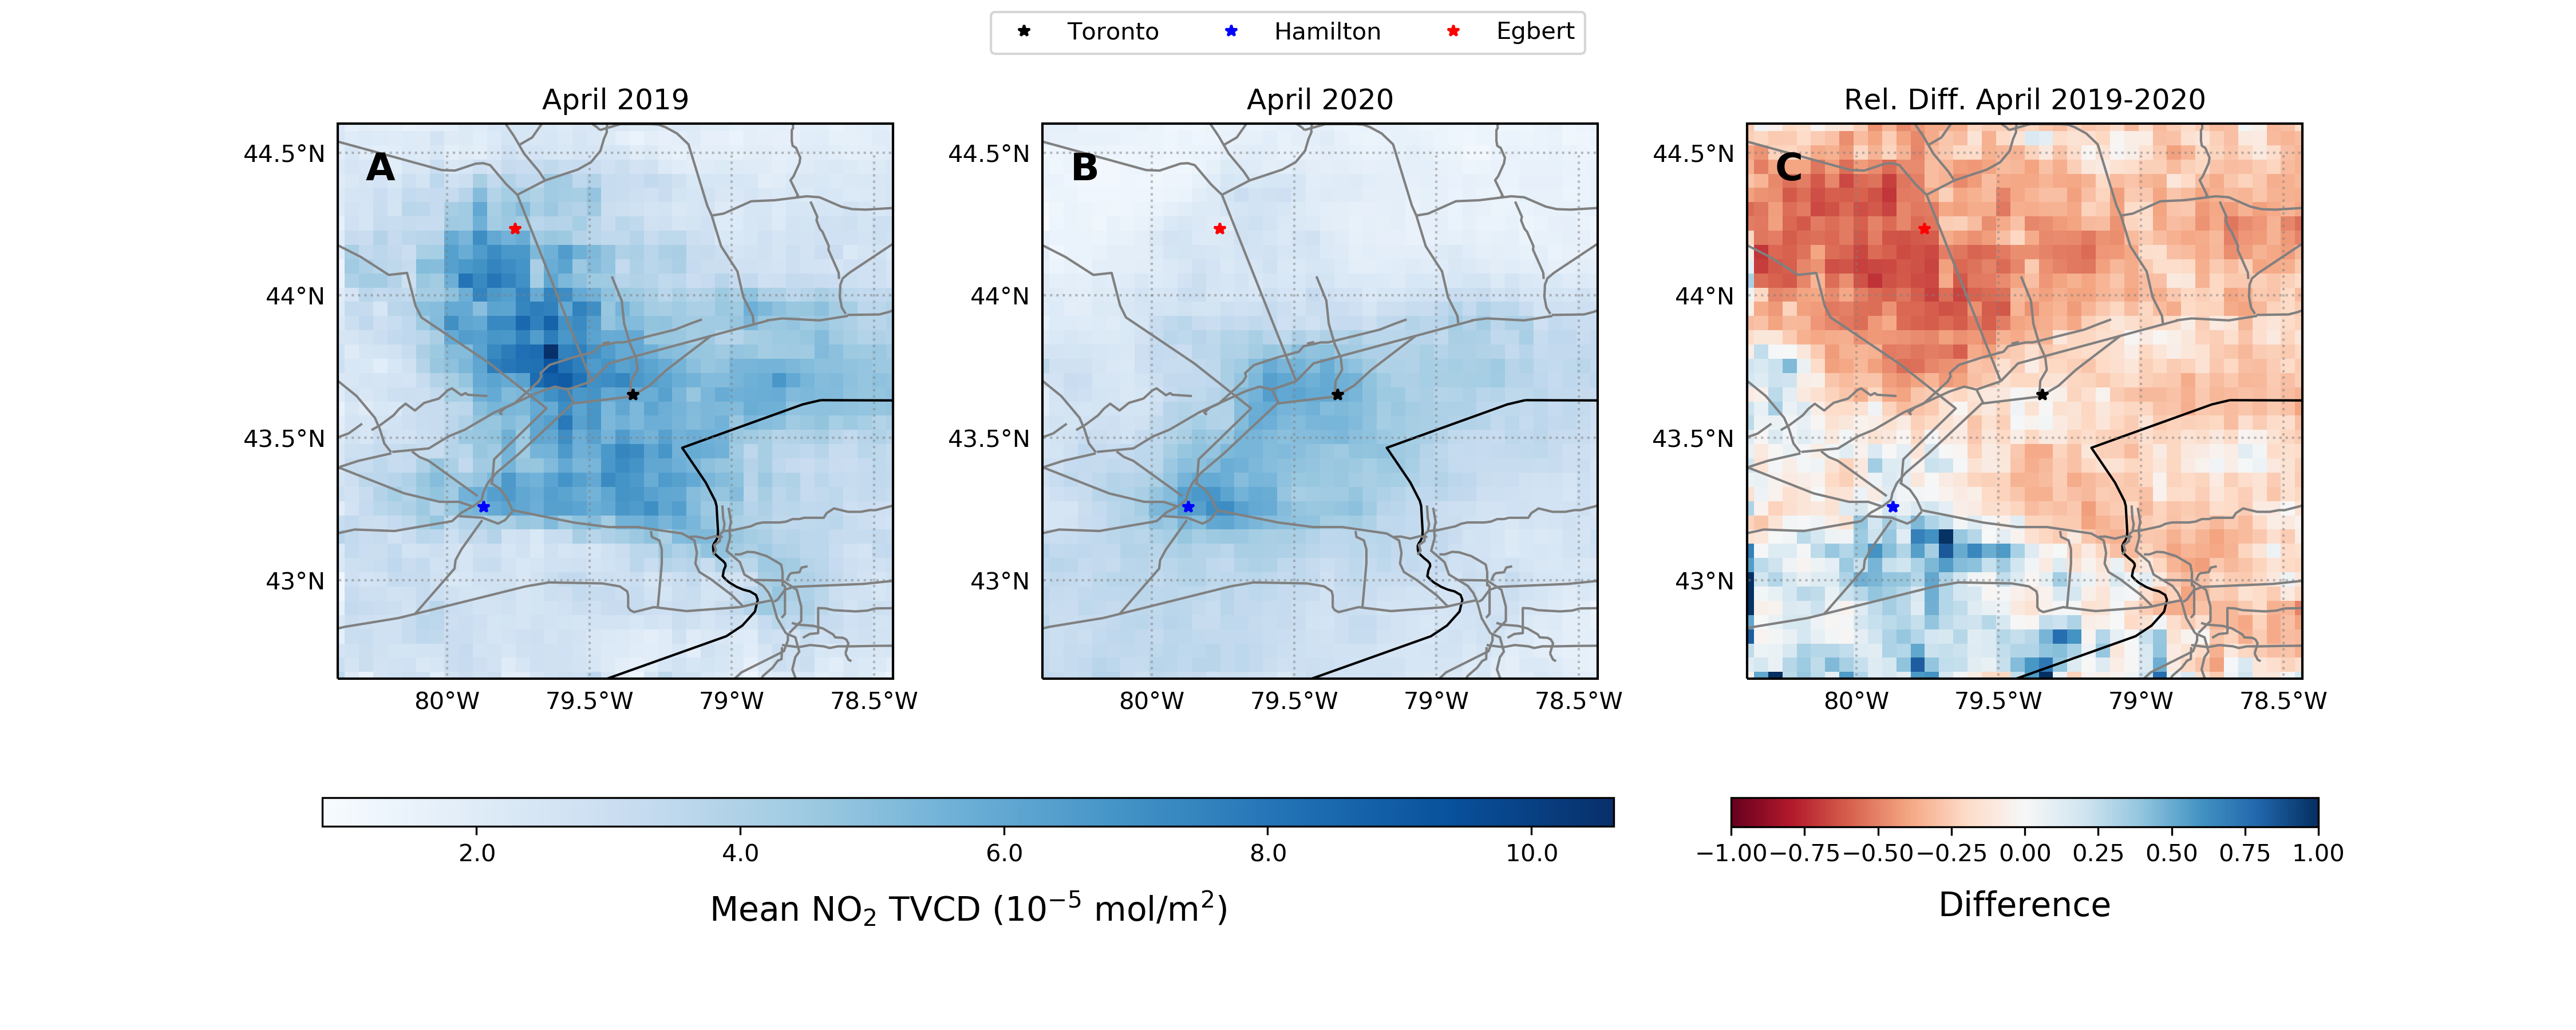 Toronto Hamilton Egbert
April 2019 April 2020 Rel. Diff. April 2019-2020
A B C
44.5°N 44.5°N 44.5°N
44°N 44°N 44°N
43.5°N 43.5°N 43.5°N
43°N 43°N 43°N
80°W 79.5°W 79°W 78.5°W 80°W 79.5°W 79°W 78.5°W 80°W 79.5°W 79°W 78.5°W
2.0 4.0 6.0 8.0 10.0 −1.00 −0.75 −0.50 −0.25 0.00 0.25 0.50 0.75 1.00
Mean NO₂ TVCD (10⁻⁵ mol/m²) Difference